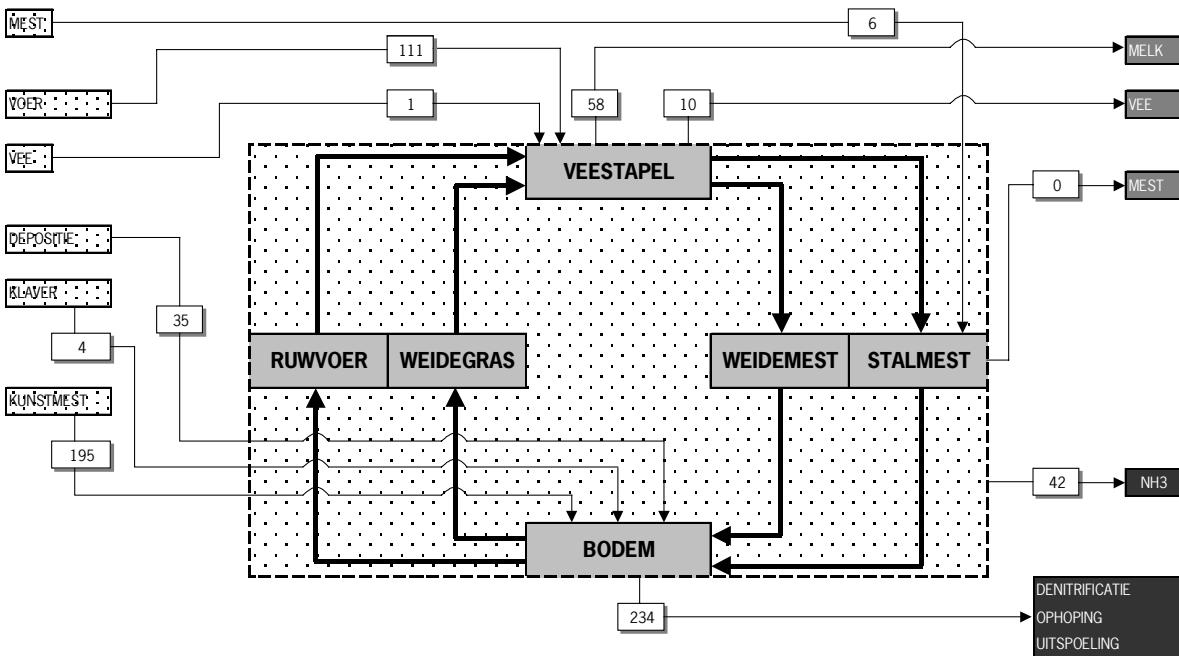 MEST
6
111
MELK
VOER
1
58
10
VEE
VEE
VEESTAPEL
0
MEST
DEPOSITIE
KLAVER
35
4
RUWVOER
WEIDEGRAS
WEIDEMEST
STALMEST
KUNSTMEST
195
42
NH3
BODEM
234
DENITRIFICATIE
OPHOPING
UITSPOELING